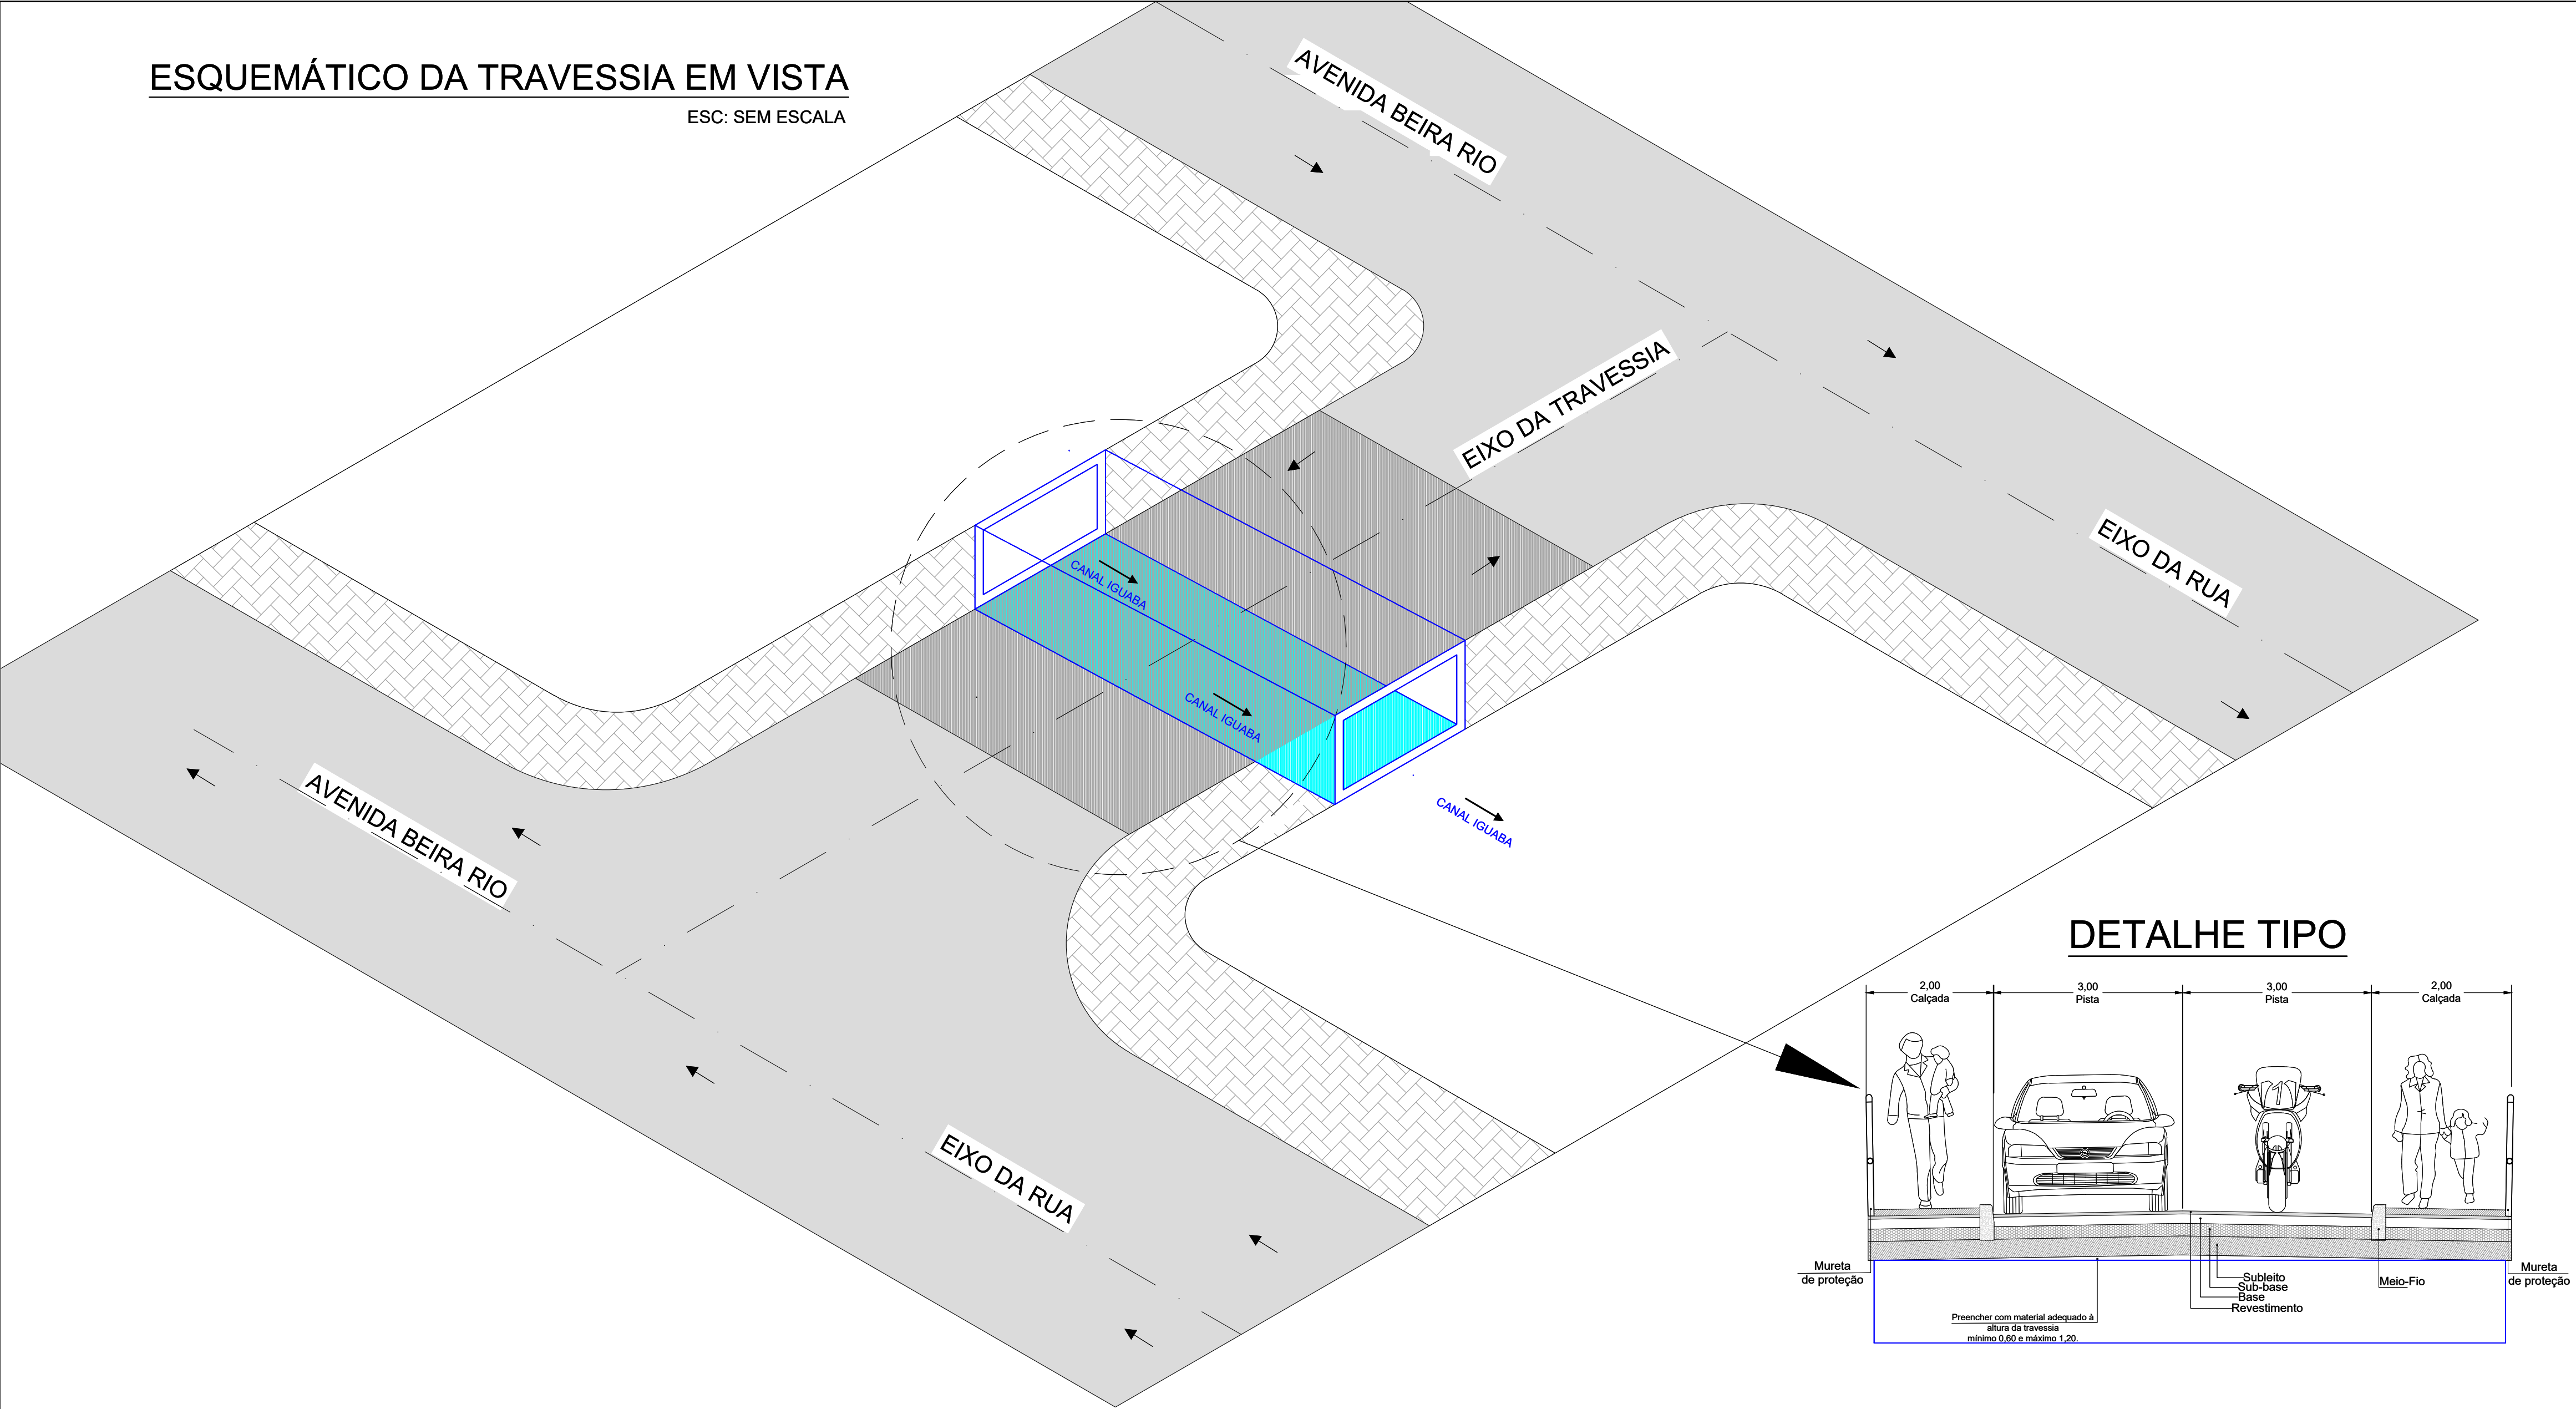 ESQUEMÁTICO DA TRAVESSIA EM VISTA
ESC: SEM ESCALA
AVENIDA BEIRA RIO
EIXO DA TRAVESSIA
EIXO DA RUA
CANAL IGUABA
CANAL IGUABA
CANAL IGUABA
AVENIDA BEIRA RIO
EIXO DA RUA
DETALHE TIPO
2,00
Calçada
3,00
Pista
3,00
Pista
2,00
Calçada
1
Mureta
de proteção
Subleito
Sub-base
Base
Revestimento
Meio-Fio
Mureta
de proteção
Preencher com material adequado à
altura da travessia
mínimo 0,60 e máximo 1,20.